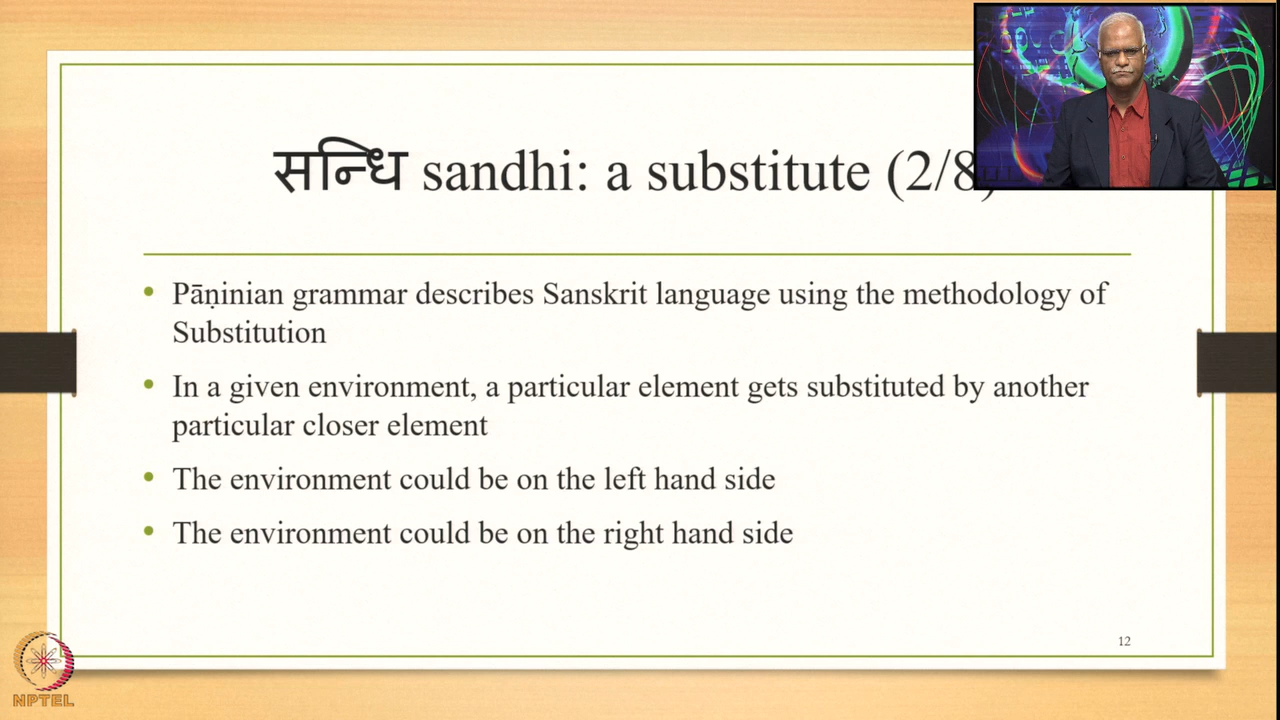 सन्धि sandhi: a substitute (2/8)
Pāṇinian grammar describes Sanskrit language using the methodology of
Substitution
In a given environment, a particular element gets substituted by another
particular closer element
The environment could be on the left hand side
The environment could be on the right hand side
12
NPTEL